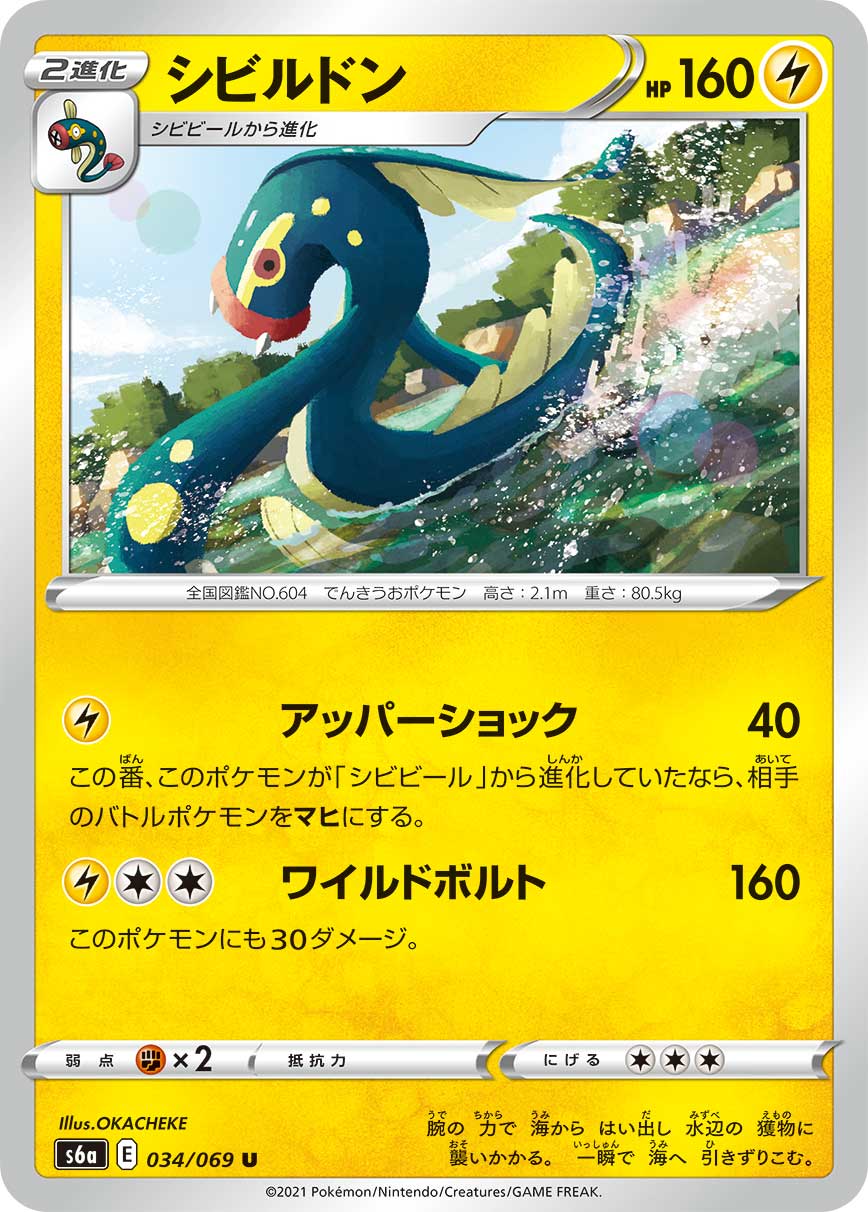 2進化
シビルドン
HP 160
シビビールから進化
全国図鑑NO.604 でんきうおポケモン 高さ:2.1m 重さ:80.5kg
アッパーショック 40
この番、このポケモンが「シビビール」から進化していたなら、相手
のバトルポケモンをマヒにする。
ワイルドボルト 160
このポケモンにも30ダメージ。
弱点 ×2 抵抗力 にげる
Illus.OKACHEKE
s6a E 034/069 U
腕の 力で 海から はい出し 水辺の 獲物に
襲いかかる。 一瞬で 海へ 引きずりこむ。
©2021 Pokémon/Nintendo/Creatures/GAME FREAK.